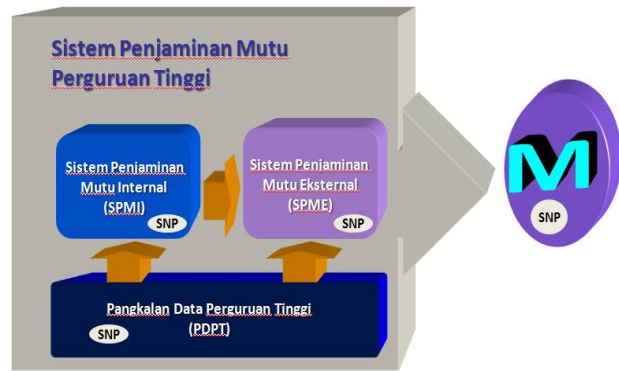 Sistem Penjaminan Mutu
Perguruan Tinggi
Sistem Penjaminan
Mutu Internal
(SPMI)
SNP
Sistem Penjaminan
Mutu Eksternal
(SPME)
SNP
Pangkalan Data Perguruan Tinggi
(PDPT)
SNP
M
SNP